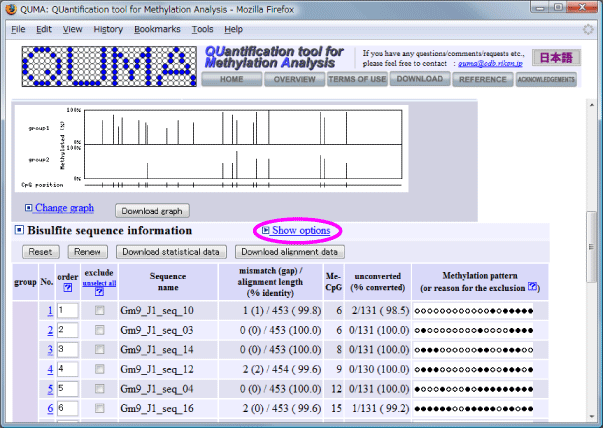 QUMA: QUantification tool for Methylation Analysis - Mozilla Firefox
File Edit View History Bookmarks Tools Help
QUMA
QUantification tool for
Methylation Analysis
If you have any questions/comments/requests etc.,
please feel free to contact : quma@cdb.riken.jp
日本語
HOME OVERVIEW TERMS OF USE DOWNLOAD REFERENCE ACKNOWLEDGEMENTS
100%
group1
Methylated (%)
0%
100%
group2
0%
CpG position
Change graph Download graph
Bisulfite sequence information Show options
Reset Renew Download statistical data Download alignment data
group No. order ? exclude unselect all ? Sequence name mismatch (gap) / alignment length (% identity) Me-CpG unconverted (% converted) Methylation pattern (or reason for the exclusion ?)
1 1 Gm9_J1_seq_10 1 (1) / 453 ( 99.8) 6 2/131 ( 98.5)
2 2 Gm9_J1_seq_03 0 (0) / 453 (100.0) 6 0/131 (100.0)
3 3 Gm9_J1_seq_14 0 (0) / 453 (100.0) 8 0/131 (100.0)
4 4 Gm9_J1_seq_12 2 (2) / 454 ( 99.6) 9 0/130 (100.0)
5 5 Gm9_J1_seq_04 0 (0) / 453 (100.0) 12 0/131 (100.0)
6 6 Gm9_J1_seq_16 2 (0) / 453 ( 99.6) 15 1/131 ( 99.2)